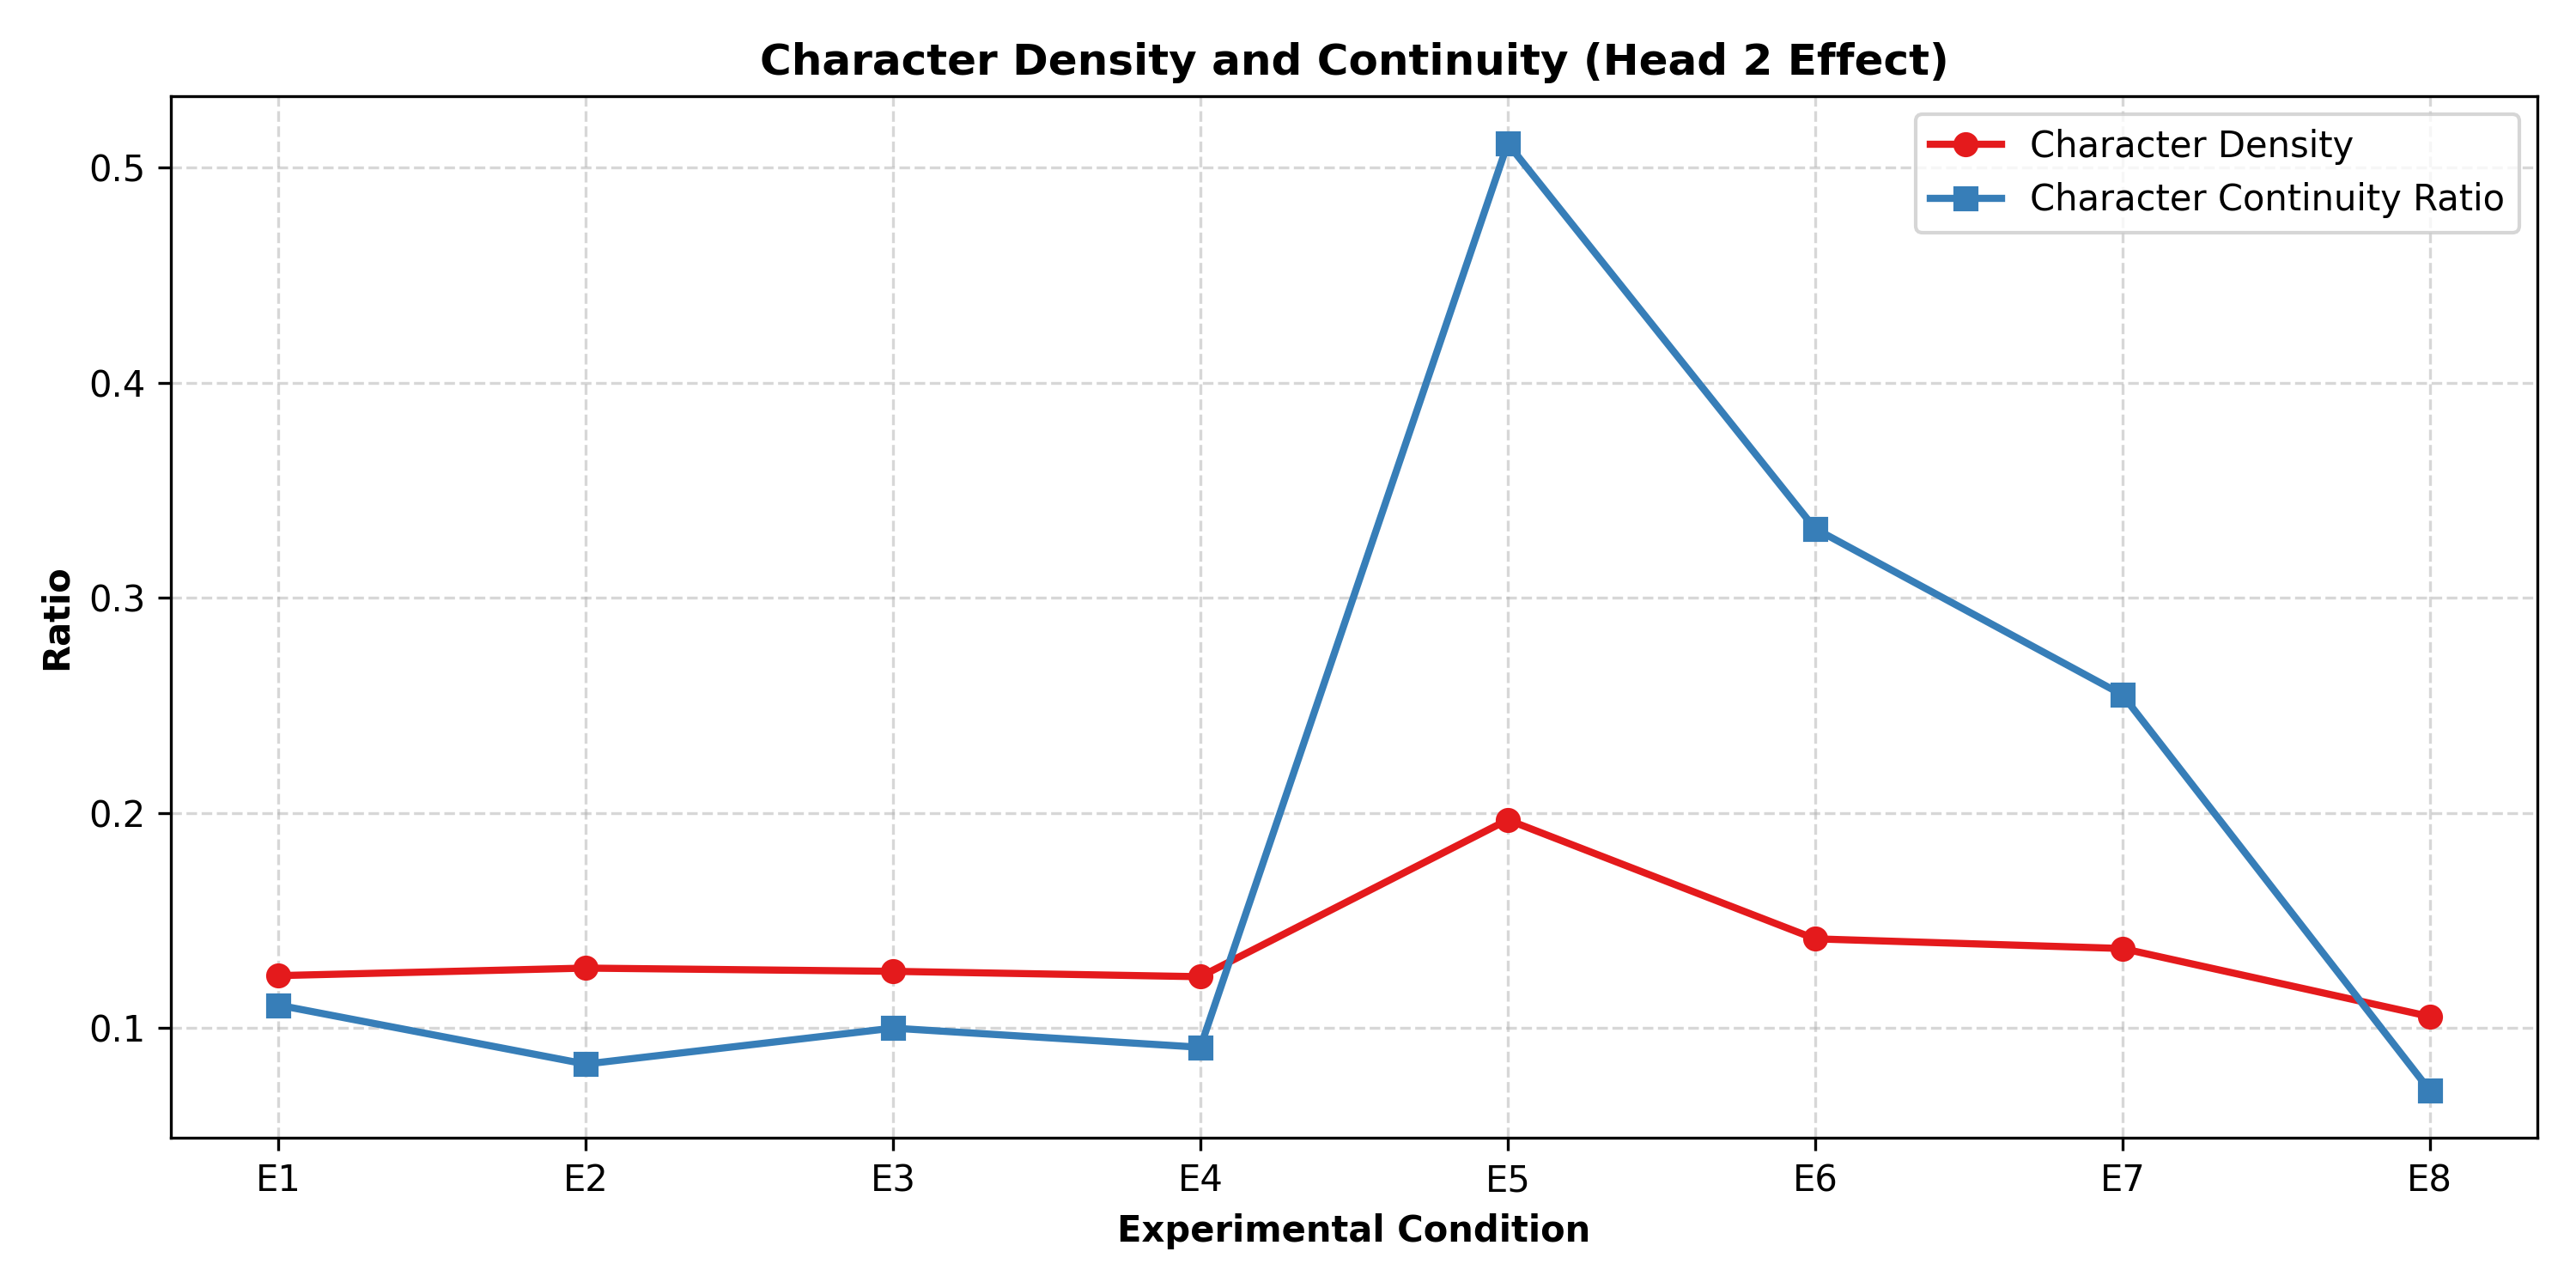 Character Density and Continuity (Head 2 Effect)
Character Density
Character Continuity Ratio
0.5
0.4
0.3
0.2
0.1
Ratio
E1 E2 E3 E4 E5 E6 E7 E8
Experimental Condition